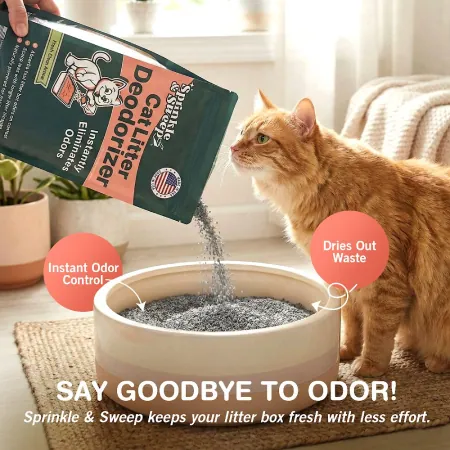 Sprinkle
& Sweep
Cat Litter
Deodorizer
Instantly
Eliminates
Odors
Instant Odor
Control
Dries Out
Waste
SAY GOODBYE TO ODOR!
Sprinkle & Sweep keeps your litter box fresh with less effort.